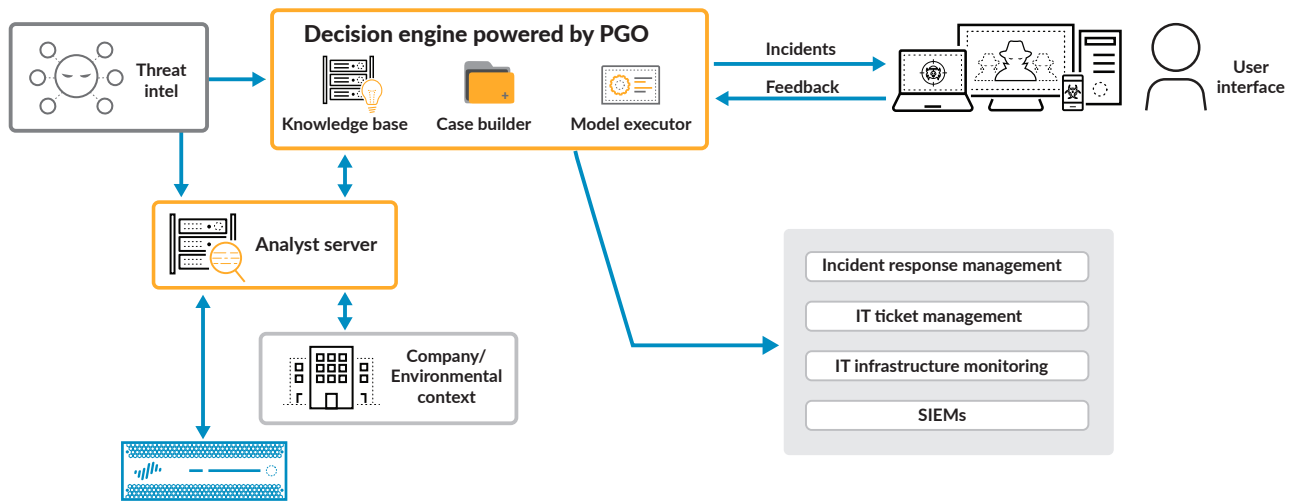 Decision engine powered by PGO
Threat
intel
Knowledge base
Case builder
Model executor
Incidents
Feedback
User
interface
Analyst server
Company/
Environmental
context
Incident response management
IT ticket management
IT infrastructure monitoring
SIEMs